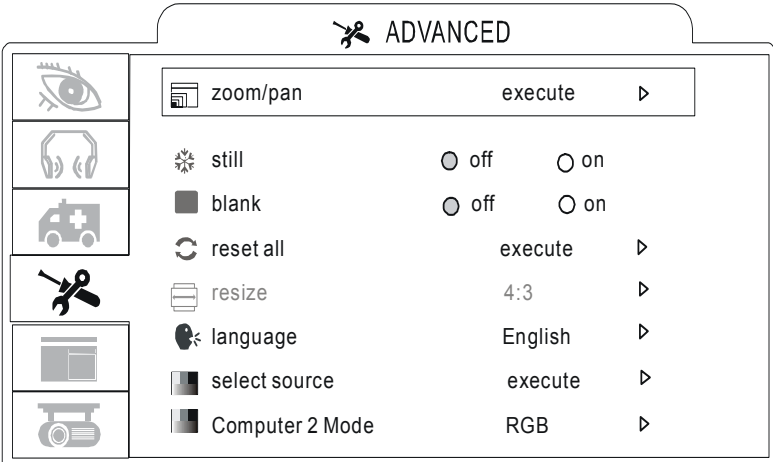 ADVANCED
zoom/pan execute
still off on
blank off on
reset all execute
resize 4:3
language English
select source execute
Computer 2 Mode RGB